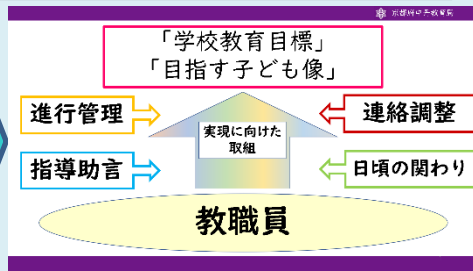 「学校教育目標」
「目指す子ども像」
進行管理
実現に向けた
取組
連絡調整
指導助言
日頃の関わり
教職員